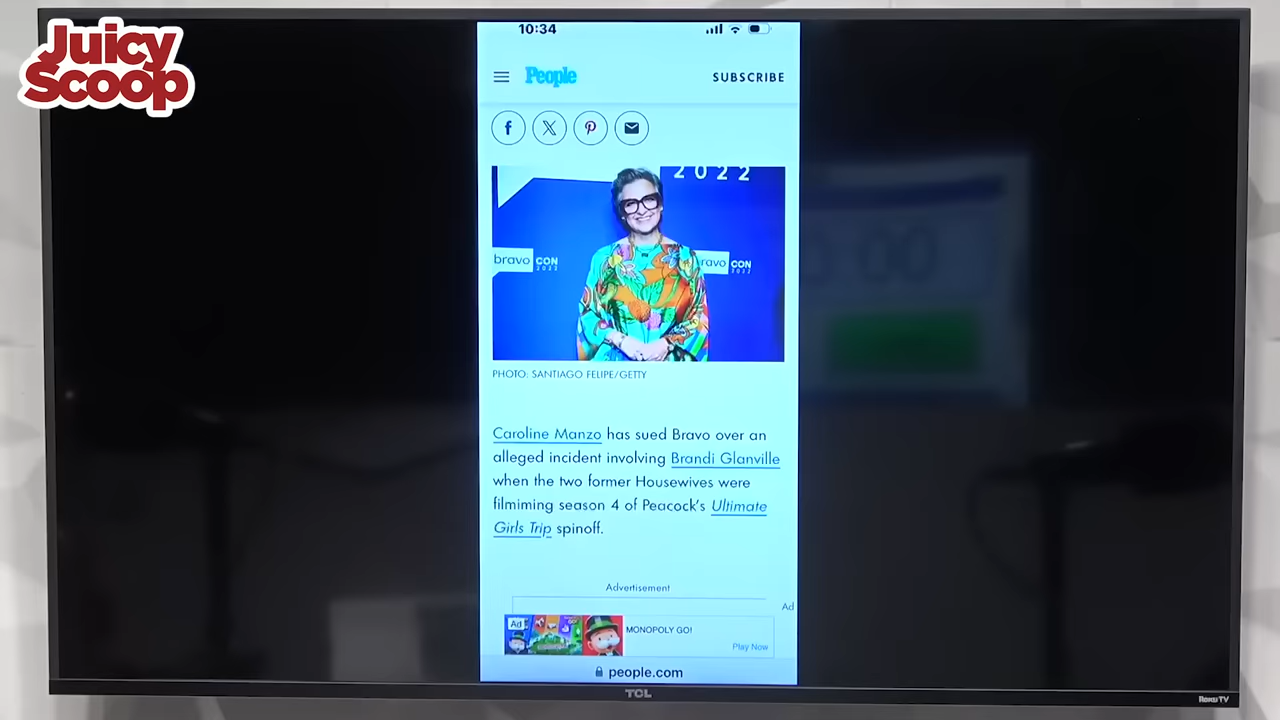 Juicy
Scoop
10:34
People
SUBSCRIBE
2022
bravo CON
2022
ravo CON
2022
PHOTO: SANTIAGO FELIPE/GETTY
Caroline Manzo has sued Bravo over an
alleged incident involving Brandi Glanville
when the two former Housewives were
filmiming season 4 of Peacock's Ultimate
Girls Trip spinoff.
Advertisement
Ad
Ad
MONOPOLY GO!
Play Now
people.com
TCL
Roku TV